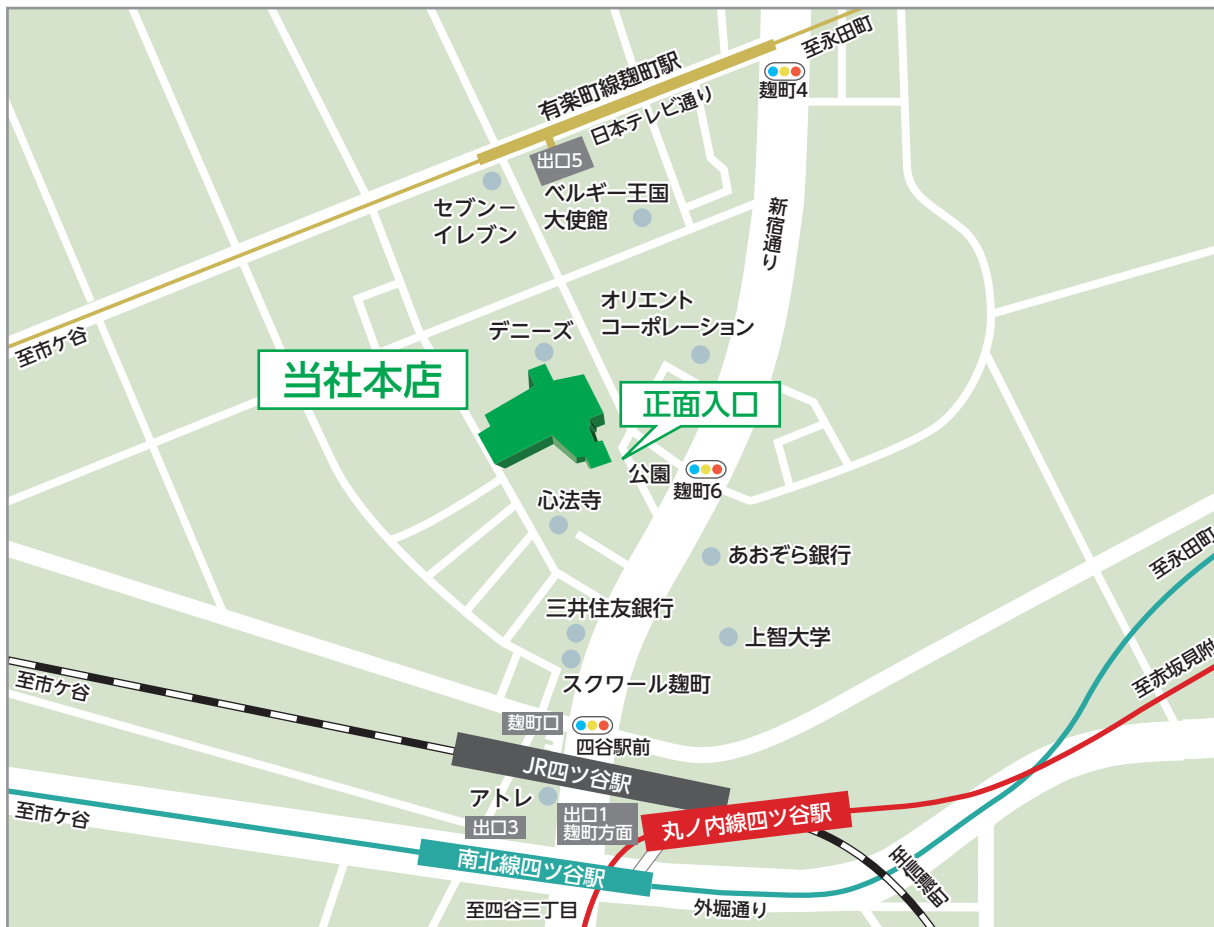 至永田町
有楽町線麹町駅
麹町4
日本テレビ通り
出口5
セブン－
イレブン
ベルギー王国
大使館
新宿通り
至市ケ谷
オリエント
コーポレーション
デニーズ
当社本店
正面入口
公園
麹町6
心法寺
あおぞら銀行
至永田町
三井住友銀行
上智大学
スクワール麹町
至赤坂見附
至市ケ谷
麹町口
四谷駅前
JR四ツ谷駅
アトレ
至市ケ谷
出口3
出口1
麹町方面
丸ノ内線四ツ谷駅
南北線四ツ谷駅
至信濃町
至四谷三丁目
外堀通り